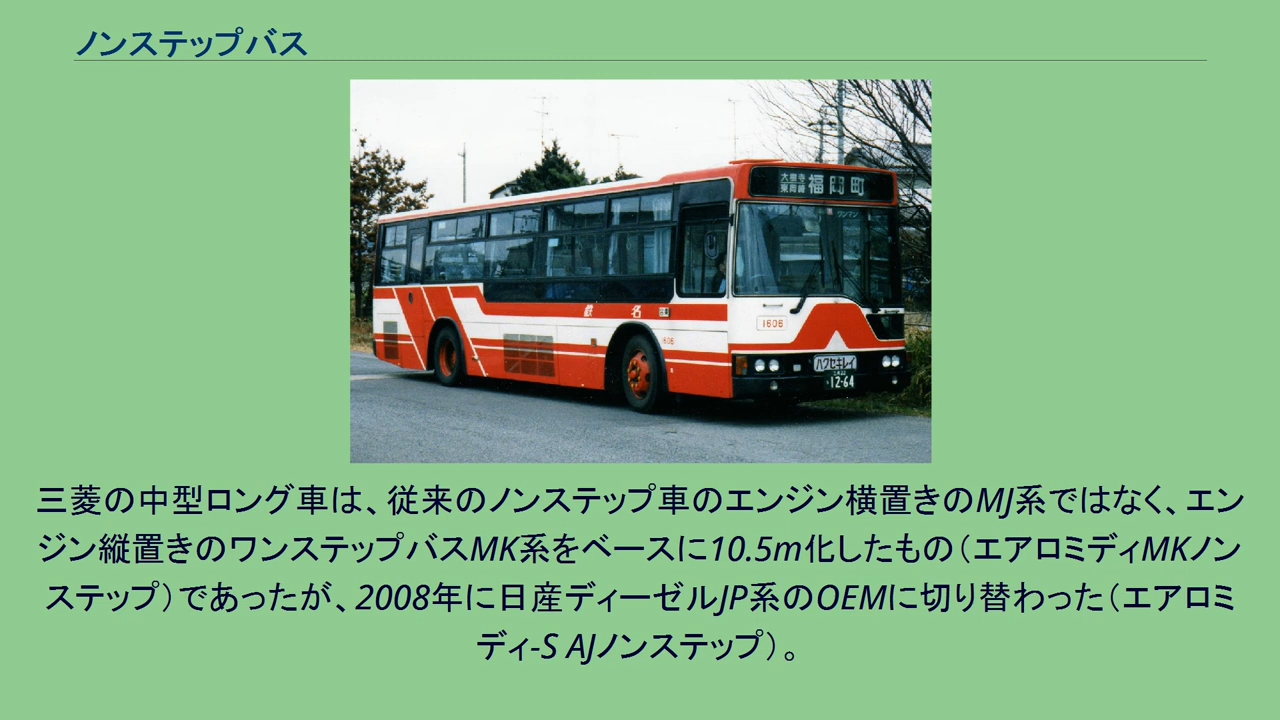 ノンステップバス
大樹寺
東岡崎
福岡町
ワンマン
鉄 名
1606
606
ハクセキレイ
12-64
三菱の中型ロング車は、従来のノンステップ車のエンジン横置きのMJ系ではなく、エン
ジン縦置きのワンステップバスMK系をベースに10.5m化したもの（エアロミディMKノン
ステップ）であったが、2008年に日産ディーゼルJP系のOEMに切り替わった（エアロミ
ディ-S AJノンステップ）。